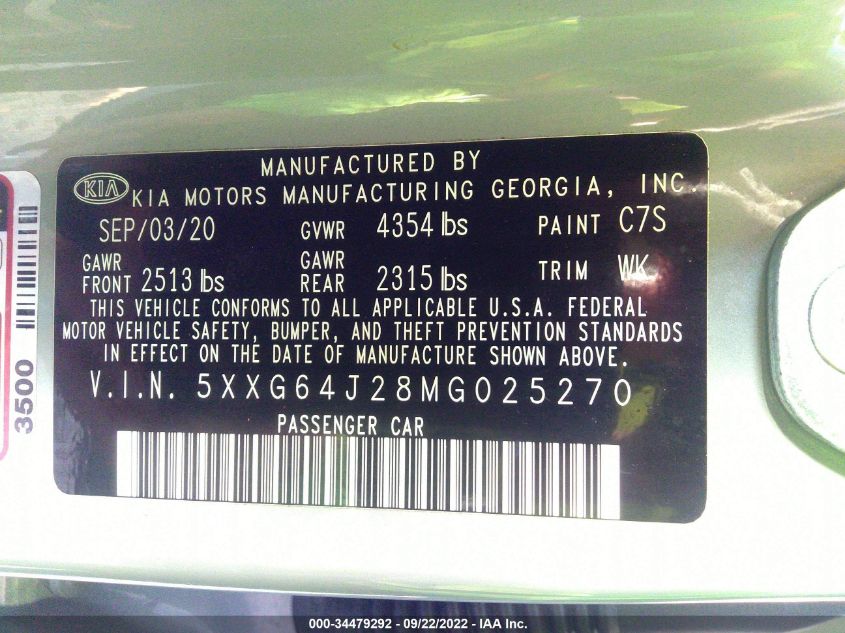 MANUFACTURED BY
KIA KIA MOTORS MANUFACTURING GEORGIA, INC.
SEP/03/20 GVWR 4354 lbs PAINT C7S
GAWR FRONT 2513 lbs GAWR REAR 2315 lbs TRIM WK
THIS VEHICLE CONFORMS TO ALL APPLICABLE U.S.A. FEDERAL
MOTOR VEHICLE SAFETY, BUMPER, AND THEFT PREVENTION STANDARDS
IN EFFECT ON THE DATE OF MANUFACTURE SHOWN ABOVE.
V.I.N. 5XXG64J28MG025270
PASSENGER CAR
3500
000-34479292 - 09/22/2022 - IAA Inc.